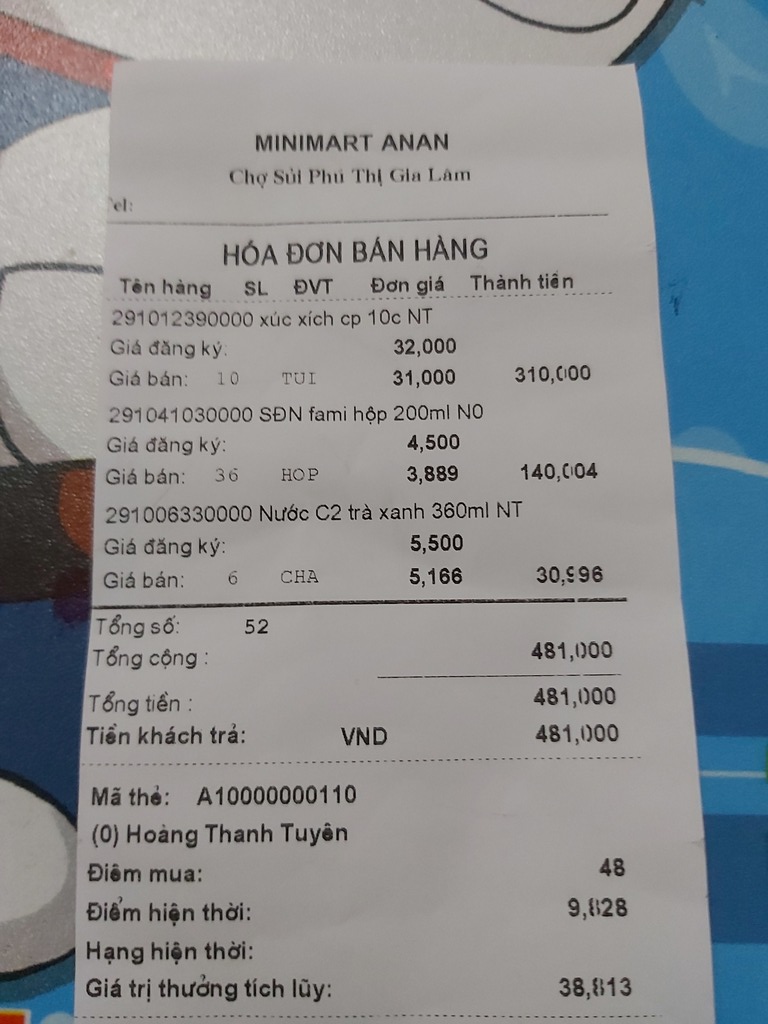 MINIMART ANAN
Chợ Sủi Phú Thị Gia Lâm
Tel:
HÓA ĐƠN BÁN HÀNG
Tên hàng SL ĐVT Đơn giá Thành tiền
291012390000 xúc xích cp 10c NT
Giá đăng ký: 32,000
Giá bán: 10 TUI 31,000 310,000
291041030000 SĐN fami hộp 200ml N0
Giá đăng ký: 4,500
Giá bán: 36 HOP 3,889 140,004
291006330000 Nước C2 trà xanh 360ml NT
Giá đăng ký: 5,500
Giá bán: 6 CHA 5,166 30,996
Tổng số: 52
Tổng cộng : 481,000
Tổng tiền : 481,000
Tiền khách trả: VND 481,000
Mã thẻ: A10000000110
(0) Hoàng Thanh Tuyên
Điểm mua: 48
Điểm hiện thời: 9,828
Hạng hiện thời:
Giá trị thưởng tích lũy: 38,813